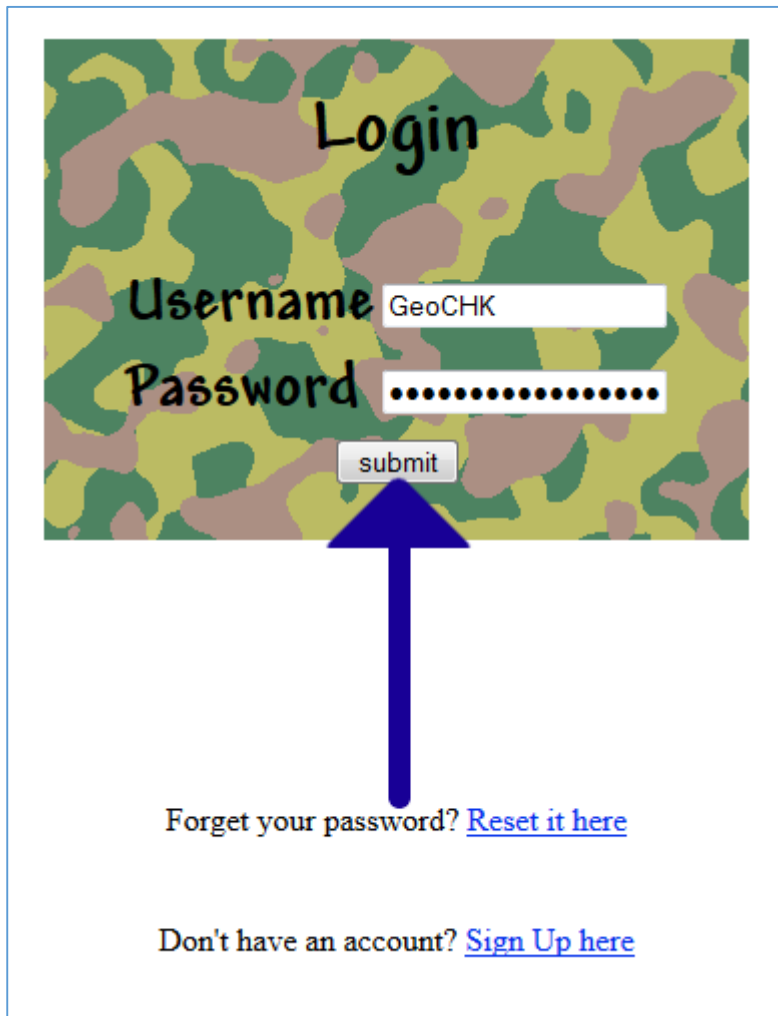 Login
Username GeoCHK
Password •••••••••••••••••
submit
Forget your password? Reset it here
Don't have an account? Sign Up here